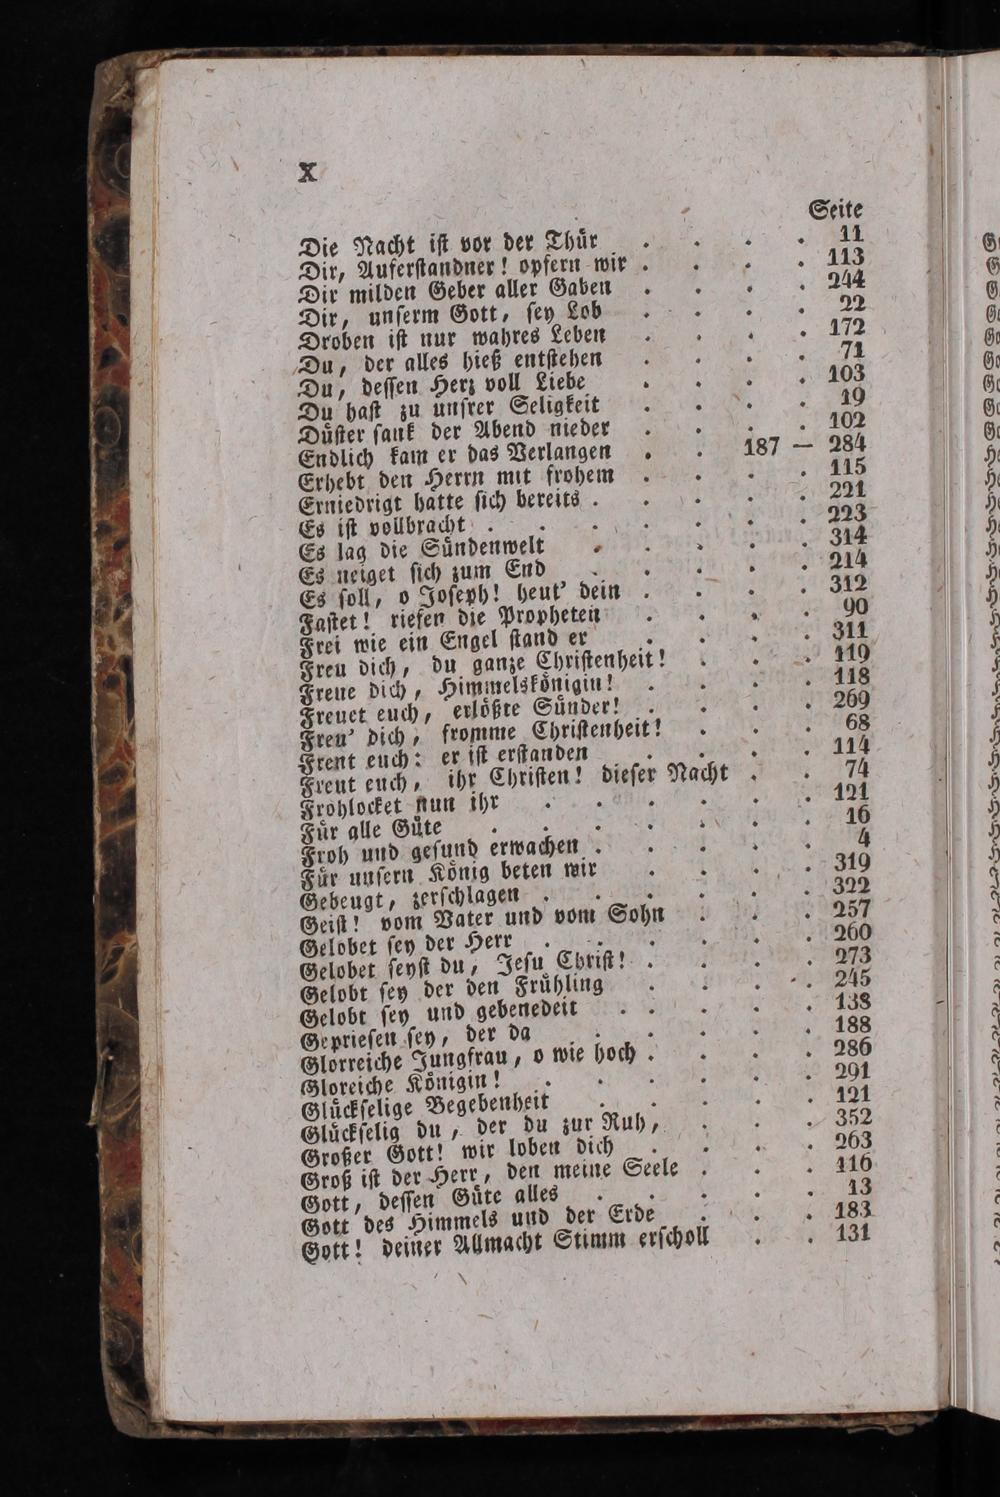 X
Seite
Die Nacht ist vor der Thür . . . . 11
Dir, Auferstandner! opfern wir . . . . 113
Dir milden Geber aller Gaben . . . . 244
Dir, unserm Gott, sey Lob . . . . 22
Droben ist nur wahres Leben . . . . 172
Du, der alles hieß entstehen . . . . 71
Du, dessen Herz voll Liebe . . . . 103
Du hast zu unsrer Seligkeit . . . . 19
Düster sank der Abend nieder . . . . 102
Endlich kam er das Verlangen . . 187 — 284
Erhebt den Herrn mit frohem . . . . 115
Erniedrigt hatte sich bereits . . . . . 221
Es ist vollbracht . . . . . . . 223
Es lag die Sündenwelt . . . . . 314
Es neiget sich zum End . . . . . 214
Es soll, o Joseph! heut' dein . . . . 312
Fastet! riefen die Propheten . . . . 90
Frei wie ein Engel stand er . . . . 311
Freu dich, du ganze Christenheit! . . . 119
Freue dich, Himmelskönigin! . . . . 118
Freuet euch, erlößte Sünder! . . . . 269
Freu' dich, fromme Christenheit! . . . 68
Freut euch: er ist erstanden . . . . 114
Freut euch, ihr Christen! dieser Nacht . . 74
Frohlocket nun ihr . . . . . . 121
Für alle Güte . . . . . . . 16
Froh und gesund erwachen . . . . . 4
Für unsern König beten wir . . . . 319
Gebeugt, zerschlagen . . . . . . 322
Geist! vom Vater und vom Sohn . . . 257
Gelobet sey der Herr . . . . . . 260
Gelobet seyst du, Jesu Christ! . . . . 273
Gelobt sey der den Frühling . . . . 245
Gelobt sey und gebenedeit . . . . . 138
Gepriesen sey, der da . . . . . 188
Glorreiche Jungfrau, o wie hoch . . . . 286
Gloreiche Königin! . . . . . . 291
Glückselige Begebenheit . . . . . 121
Glückselig du, der du zur Ruh, . . . 352
Großer Gott! wir loben dich . . . . 263
Groß ist der Herr, den meine Seele . . . 116
Gott, dessen Güte alles . . . . . 13
Gott des Himmels und der Erde . . . 183
Gott! deiner Allmacht Stimm erscholl . . 131